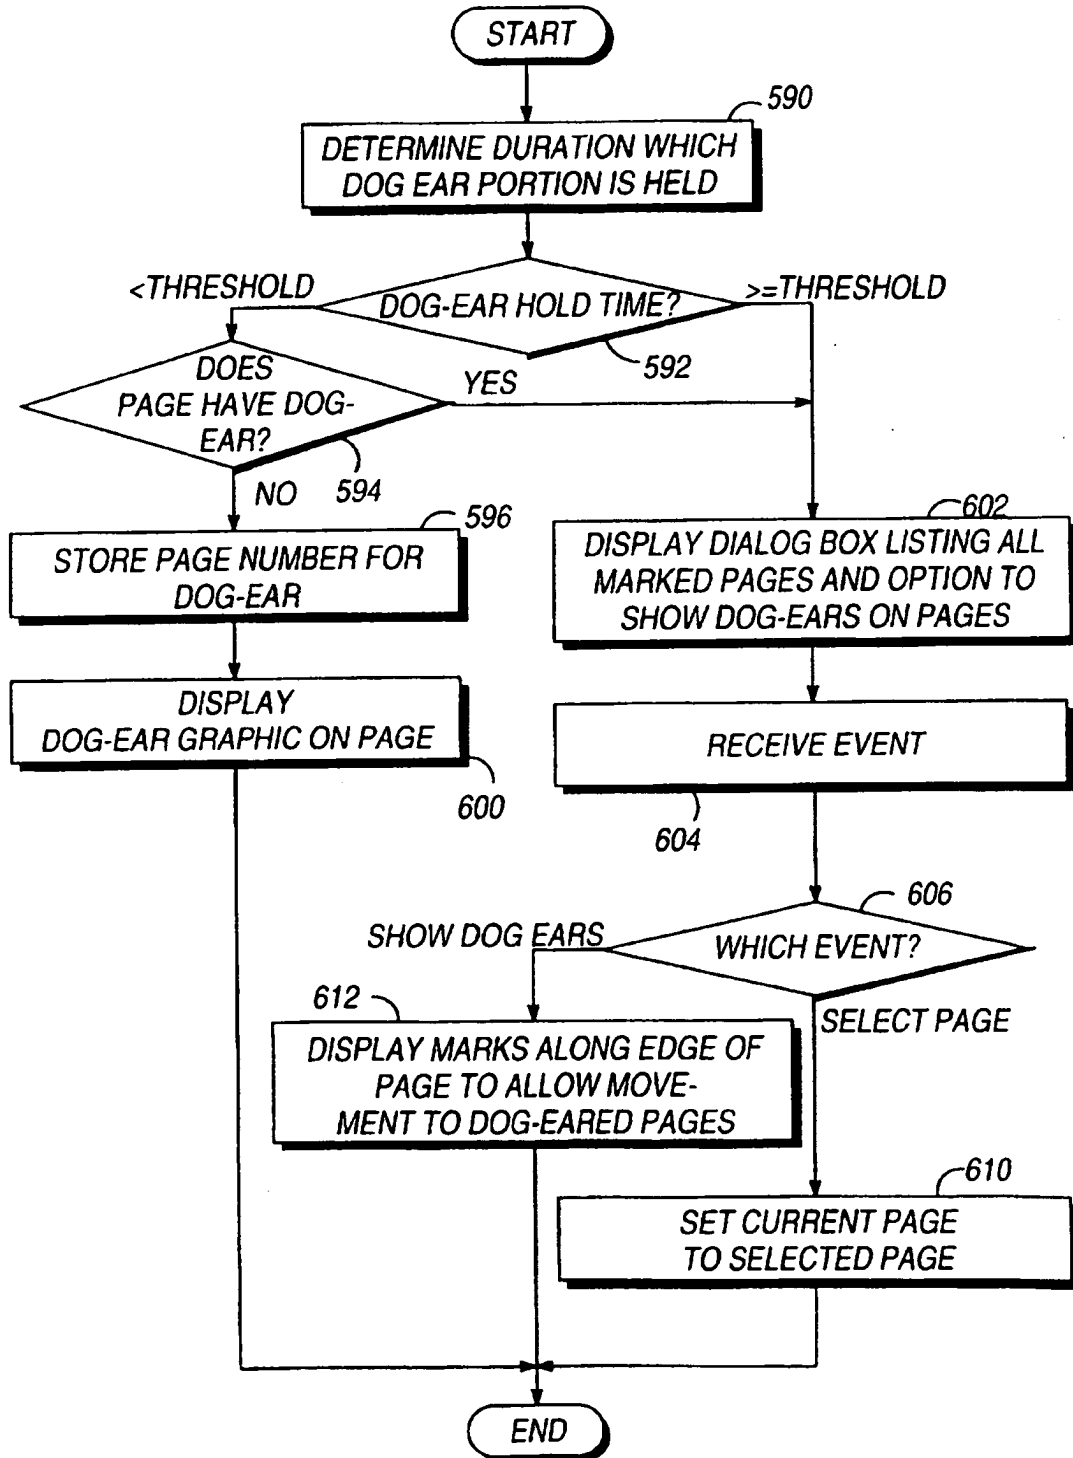 START
590
DETERMINE DURATION WHICH
DOG EAR PORTION IS HELD
<THRESHOLD
DOG-EAR HOLD TIME?
>=THRESHOLD
592
DOES
PAGE HAVE DOG-
EAR?
YES
594
NO
596
STORE PAGE NUMBER FOR
DOG-EAR
602
DISPLAY DIALOG BOX LISTING ALL
MARKED PAGES AND OPTION TO
SHOW DOG-EARS ON PAGES
DISPLAY
DOG-EAR GRAPHIC ON PAGE
600
RECEIVE EVENT
604
606
SHOW DOG EARS
WHICH EVENT?
612
SELECT PAGE
DISPLAY MARKS ALONG EDGE OF
PAGE TO ALLOW MOVE-
MENT TO DOG-EARED PAGES
610
SET CURRENT PAGE
TO SELECTED PAGE
END